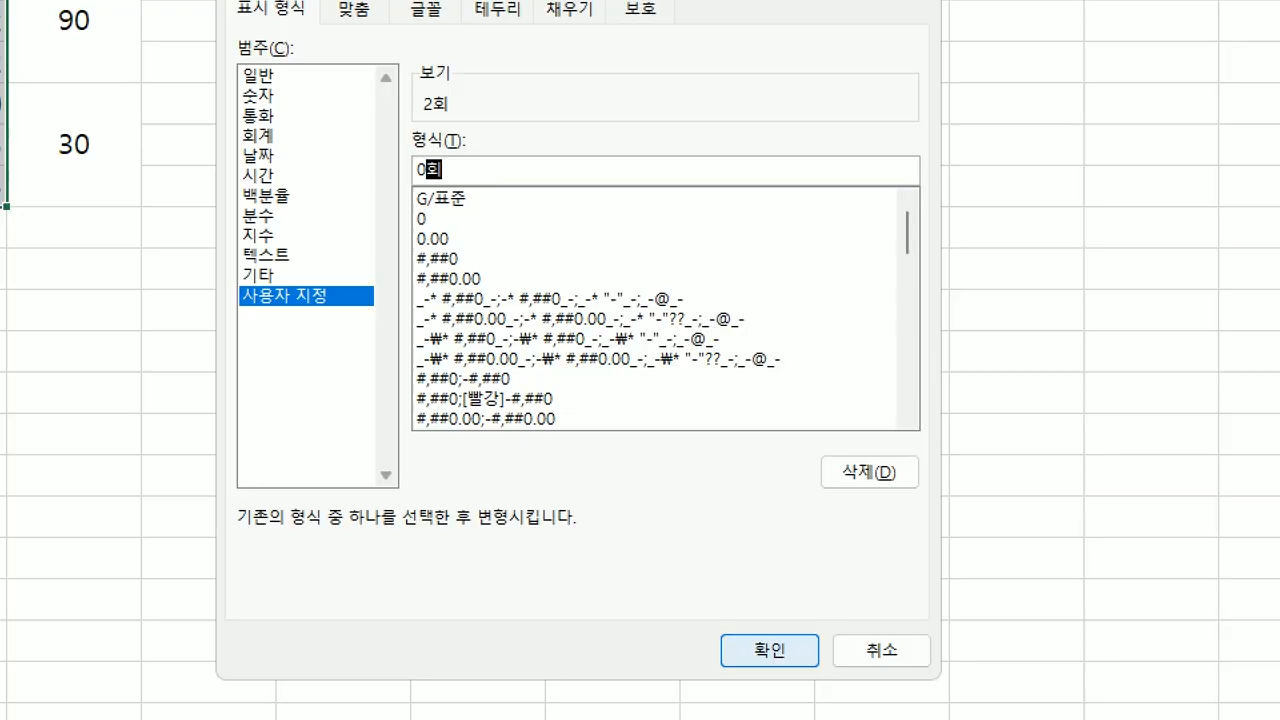 표시 형식 맞춤 글꼴 테두리 채우기 보호
90
범주(C):
일반
숫자
통화
회계
날짜
시간
백분율
분수
지수
텍스트
기타
사용자 지정
보기
2회
형식(T):
0회
G/표준
0
0.00
#,##0
#,##0.00
_-* #,##0_-;-* #,##0_-;_-* "-"_-;_-@_-
_-* #,##0.00_-;-* #,##0.00_-;_-* "-"??_-;_-@_-
_-₩* #,##0_-;-₩* #,##0_-;_-₩* "-"_-;_-@_-
_-₩* #,##0.00_-;-₩* #,##0.00_-;_-₩* "-"??_-;_-@_-
#,##0;-#,##0
#,##0;[빨강]-#,##0
#,##0.00;-#,##0.00
30
삭제(D)
기존의 형식 중 하나를 선택한 후 변형시킵니다.
확인 취소